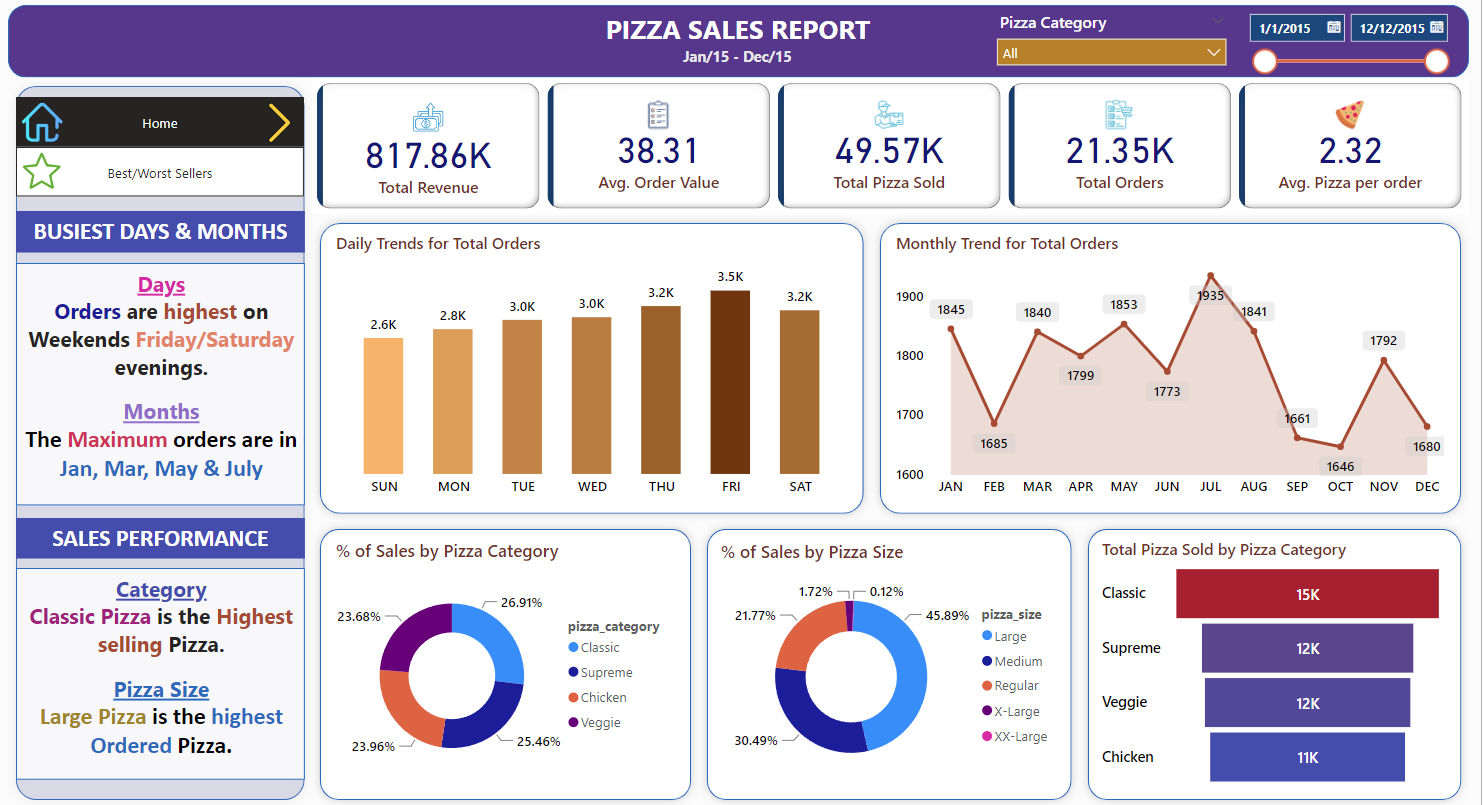 PIZZA SALES REPORT
Jan/15 - Dec/15
Pizza Category
All
1/1/2015
12/12/2015
Home
Best/Worst Sellers
BUSIEST DAYS & MONTHS
Days
Orders are highest on
Weekends Friday/Saturday
evenings.
Months
The Maximum orders are in
Jan, Mar, May & July
SALES PERFORMANCE
Category
Classic Pizza is the Highest
selling Pizza.
Pizza Size
Large Pizza is the highest
Ordered Pizza.
817.86K
Total Revenue
38.31
Avg. Order Value
49.57K
Total Pizza Sold
21.35K
Total Orders
2.32
Avg. Pizza per order
Daily Trends for Total Orders
2.6K
2.8K
3.0K
3.0K
3.2K
3.5K
3.2K
SUN MON TUE WED THU FRI SAT
Monthly Trend for Total Orders
1900
1800
1700
1600
1845
1685
1840
1799
1853
1773
1935
1841
1661
1646
1792
1680
JAN FEB MAR APR MAY JUN JUL AUG SEP OCT NOV DEC
% of Sales by Pizza Category
26.91%
25.46%
23.96%
23.68%
pizza_category
Classic
Supreme
Chicken
Veggie
% of Sales by Pizza Size
1.72%
0.12%
21.77%
45.89%
30.49%
pizza_size
Large
Medium
Regular
X-Large
XX-Large
Total Pizza Sold by Pizza Category
Classic 15K
Supreme 12K
Veggie 12K
Chicken 11K